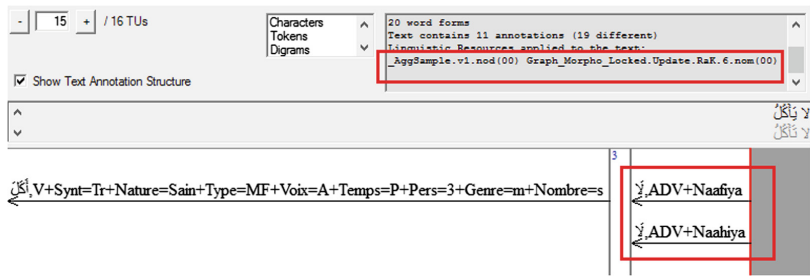 - 15 + / 16 TUs
Characters
Tokens
Digrams
20 word forms
Text contains 11 annotations (19 different)
Linguistic Resources applied to the text:
_AggSample.v1.nod(00) Graph_Morpho_Locked.Update.RaK.6.nom(00)
Show Text Annotation Structure
لا يَأكُلُ
لا تَأكُلُ
3
أَكَلَ,V+Synt=Tr+Nature=Sain+Type=MF+Voix=A+Temps=P+Pers=3+Genre=m+Nombre=s
لَا,ADV+Naafiya
لَا,ADV+Naahiya